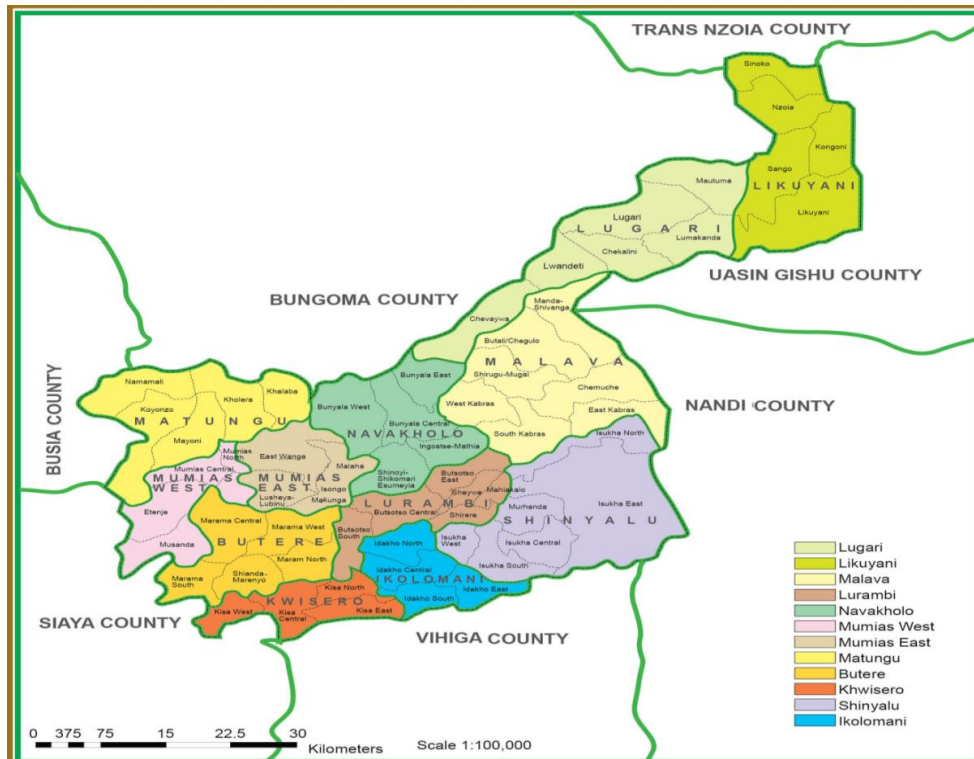 TRANS NZOIA COUNTY
Sinoko
Nzoia
Kongoni
Sango
LIKUYANI
Likuyani
Mautuma
Lugari
LUGARI
Lumakanda
Chekalini
Lwandeti
UASIN GISHU COUNTY
BUNGOMA COUNTY
Chevaywa
Manda-
Shivanga
Butali/Chegulo
MALAVA
Shirugu-Mugai
Chemuche
West Kabras
East Kabras
South Kabras
NANDI COUNTY
BUSIA COUNTY
Namamali
Khalaba
Kholera
Koyonzo
MATUNGU
Mayoni
Bunyala East
Bunyala West
Bunyala Central
NAVAKHOLO
Ingostse-Mathia
Shinoyi-
Shikomari
Esumeyia
Mumias
North
Mumias Central
MUMIAS
WEST
Etenje
Musanda
East Wanga
Malaha
MUMIAS
EAST
Isongo
Lusheya-
Lubinu
Makunga
Butsotso
East
Sheywe
Mahiakalo
LURAMBI
Shirere
Butsotso Central
Butsotso
South
Isukha North
Isukha East
Murhanda
SHINYALU
Isukha
West
Isukha Central
Isukha South
Marama Central
Marama West
BUTERE
Maram North
Marama
South
Shianda-
Marenyo
Idakho North
Idakho Central
IKOLOMANI
Idakho East
Idakho South
Kisa North
KWISERO
Kisa West
Kisa
Central
Kisa East
SIAYA COUNTY
VIHIGA COUNTY
Lugari
Likuyani
Malava
Lurambi
Navakholo
Mumias West
Mumias East
Matungu
Butere
Khwisero
Shinyalu
Ikolomani
0 375 75 15 22.5 30
Kilometers
Scale 1:100,000